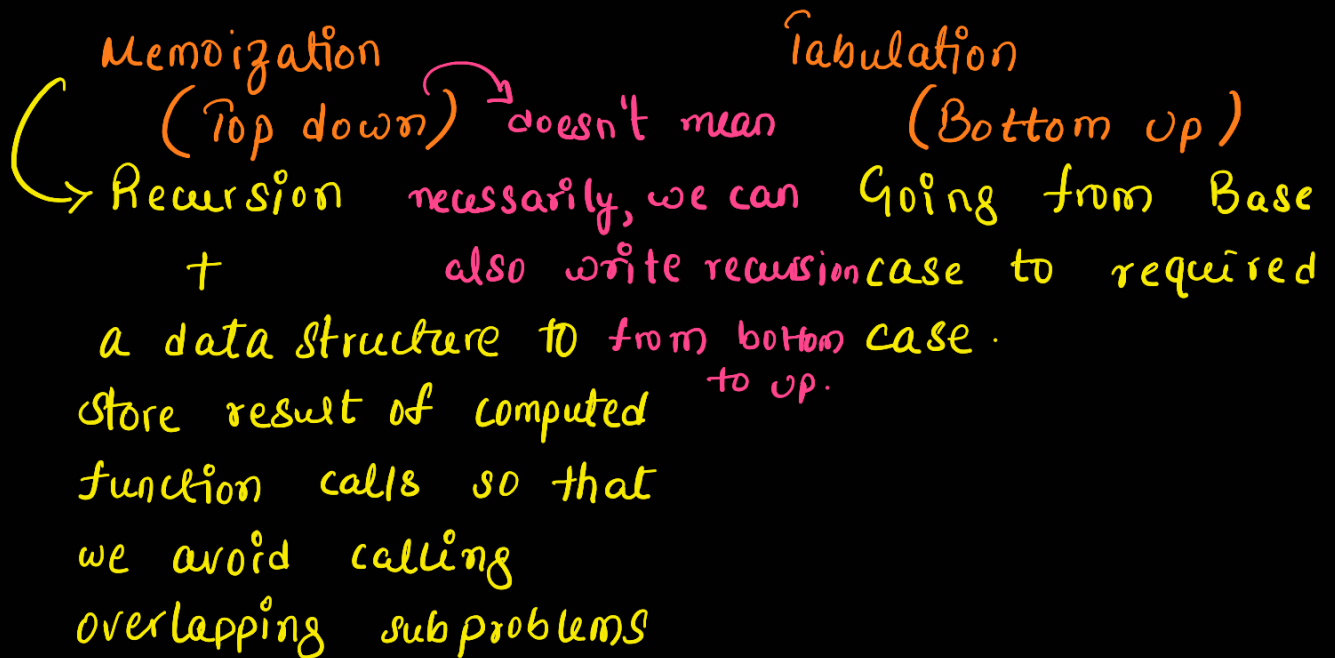 Memoization
(Top down)
Recursion
+
a data structure to
store result of computed
function calls so that
we avoid calling
overlapping subproblems
doesn't mean
necessarily, we can
also write recussion
from bottom
to up.
Tabulation
(Bottom up)
Going from Base
case to required
case.